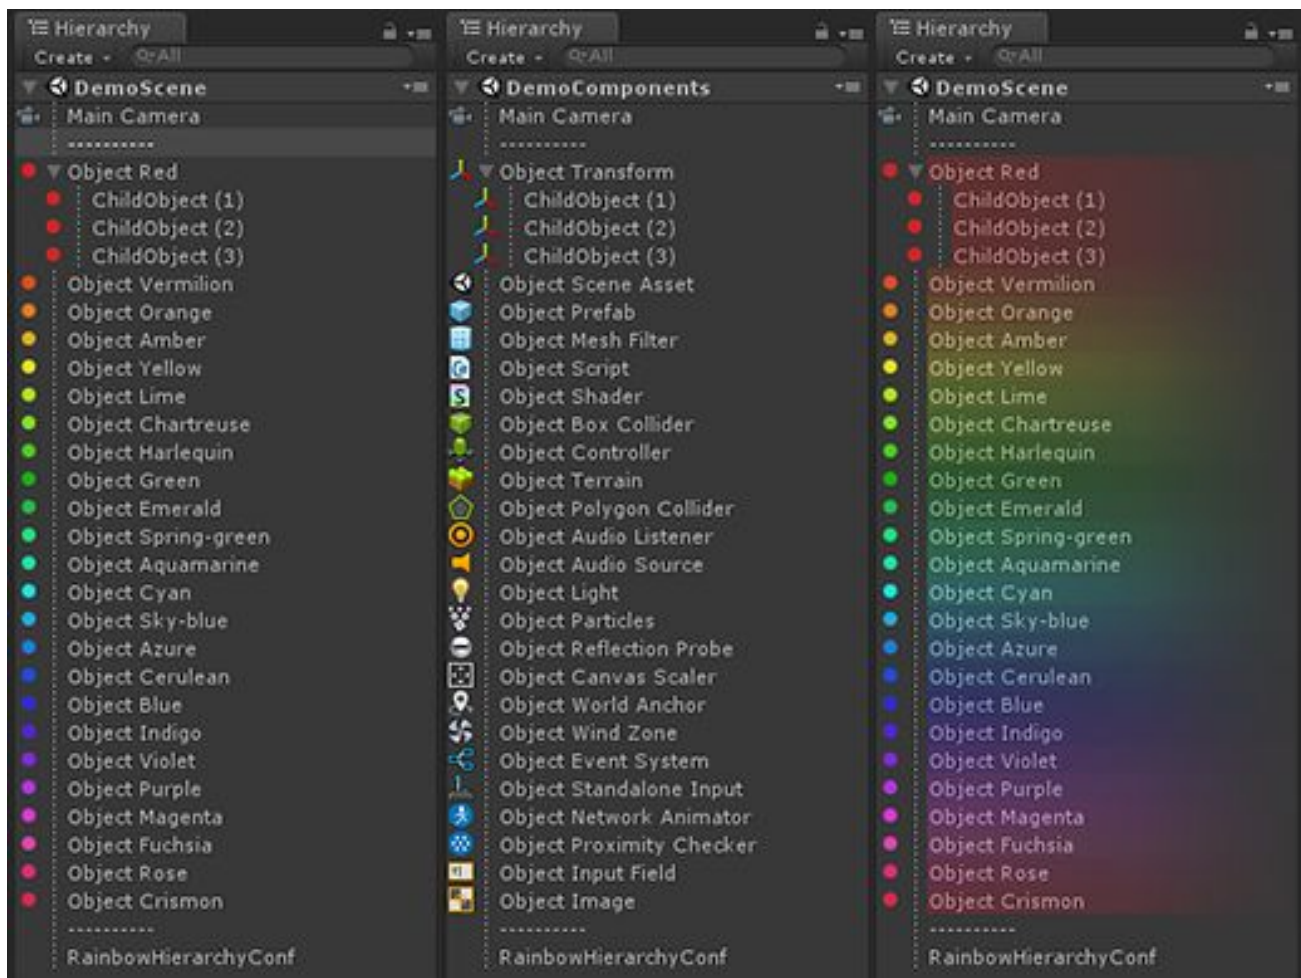 Hierarchy
Create
All
DemoScene
Main Camera
----------
Object Red
ChildObject (1)
ChildObject (2)
ChildObject (3)
Object Vermilion
Object Orange
Object Amber
Object Yellow
Object Lime
Object Chartreuse
Object Harlequin
Object Green
Object Emerald
Object Spring-green
Object Aquamarine
Object Cyan
Object Sky-blue
Object Azure
Object Cerulean
Object Blue
Object Indigo
Object Violet
Object Purple
Object Magenta
Object Fuchsia
Object Rose
Object Crismon
----------
RainbowHierarchyConf
Hierarchy
Create
All
DemoComponents
Main Camera
----------
Object Transform
ChildObject (1)
ChildObject (2)
ChildObject (3)
Object Scene Asset
Object Prefab
Object Mesh Filter
Object Script
Object Shader
Object Box Collider
Object Controller
Object Terrain
Object Polygon Collider
Object Audio Listener
Object Audio Source
Object Light
Object Particles
Object Reflection Probe
Object Canvas Scaler
Object World Anchor
Object Wind Zone
Object Event System
Object Standalone Input
Object Network Animator
Object Proximity Checker
Object Input Field
Object Image
----------
RainbowHierarchyConf
Hierarchy
Create
All
DemoScene
Main Camera
----------
Object Red
ChildObject (1)
ChildObject (2)
ChildObject (3)
Object Vermilion
Object Orange
Object Amber
Object Yellow
Object Lime
Object Chartreuse
Object Harlequin
Object Green
Object Emerald
Object Spring-green
Object Aquamarine
Object Cyan
Object Sky-blue
Object Azure
Object Cerulean
Object Blue
Object Indigo
Object Violet
Object Purple
Object Magenta
Object Fuchsia
Object Rose
Object Crismon
----------
RainbowHierarchyConf